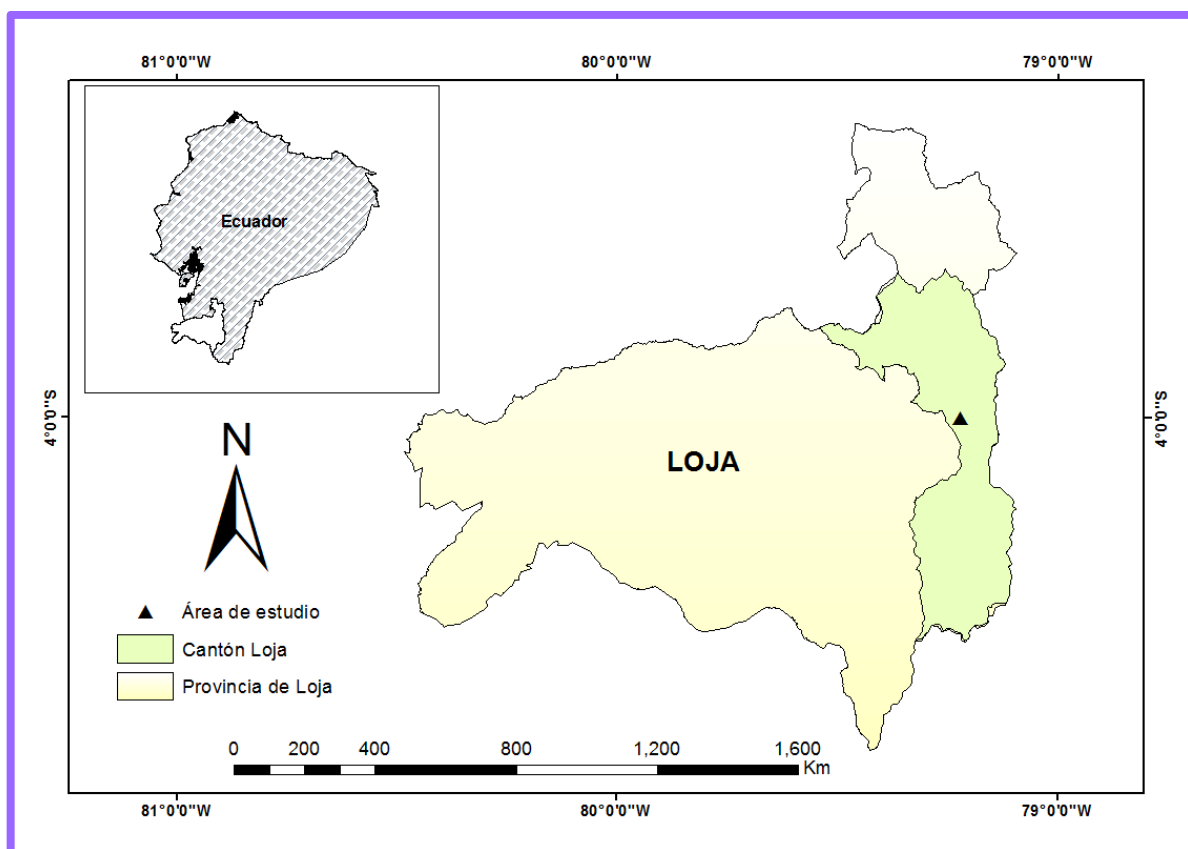 81°0'0"W 80°0'0"W 79°0'0"W
Ecuador
4°0'0"S
4°0'0"S
LOJA
N
Área de estudio
Cantón Loja
Provincia de Loja
0 200 400 800 1,200 1,600
Km
81°0'0"W 80°0'0"W 79°0'0"W